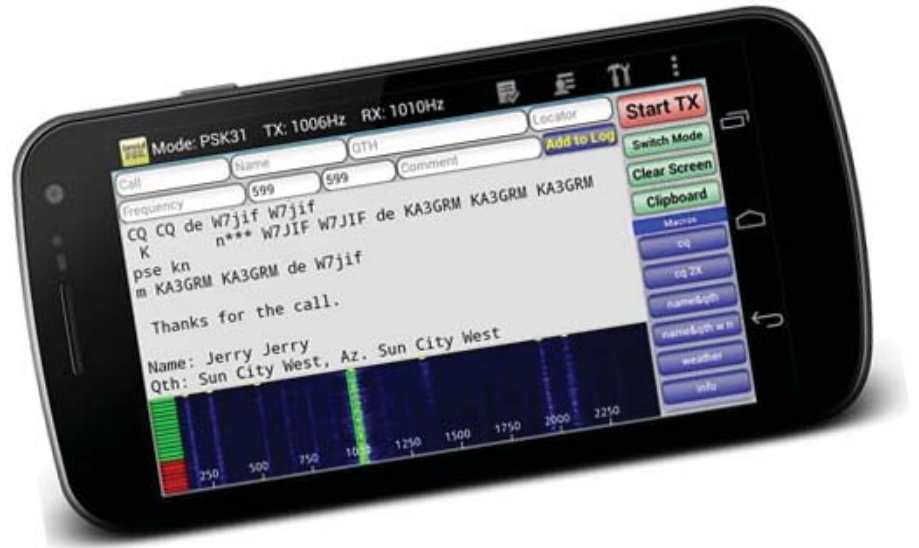 Mode: PSK31 TX: 1006Hz RX: 1010Hz
Call Name QTH Locator
Frequency 599 599 Comment Add to Log
Start TX
Switch Mode
Clear Screen
Clipboard
Macros
cq
cq 2X
name&qth
name&qth w n
weather
info
CQ CQ de W7jif W7jif
K n*** W7JIF W7JIF de KA3GRM KA3GRM KA3GRM
pse kn
m KA3GRM KA3GRM de W7jif
Thanks for the call.
Name: Jerry Jerry
Qth: Sun City West, Az. Sun City West
250 500 750 1000 1250 1500 1750 2000 2250